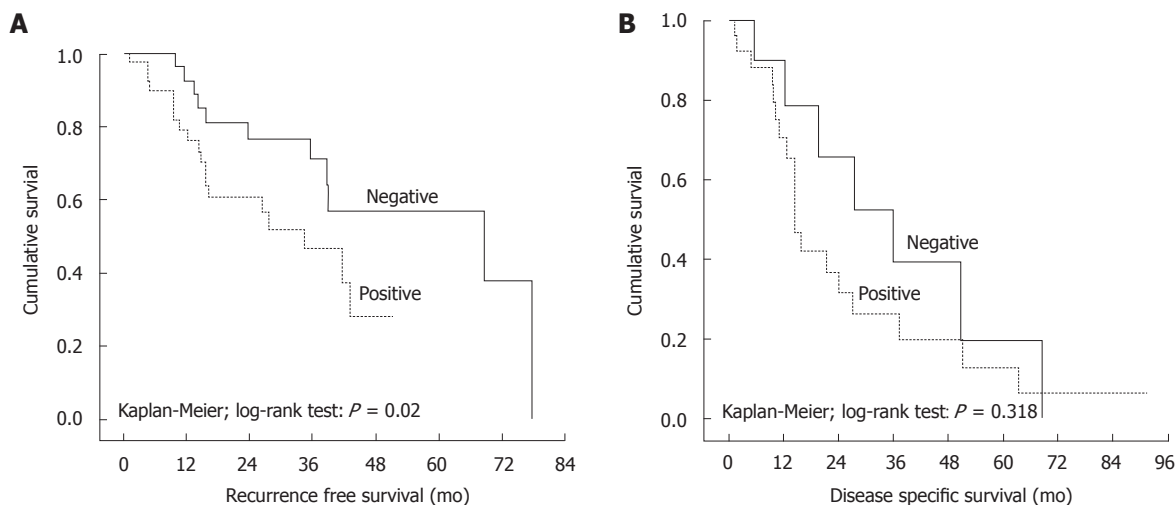 A
Cumulative survial
1.0
0.8
0.6
0.4
0.2
0.0
Negative
Positive
Kaplan-Meier; log-rank test: P = 0.02
0 12 24 36 48 60 72 84
Recurrence free survival (mo)
B
Cumulative survial
1.0
0.8
0.6
0.4
0.2
0.0
Negative
Positive
Kaplan-Meier; log-rank test: P = 0.318
0 12 24 36 48 60 72 80 96
Disease specific survival (mo)